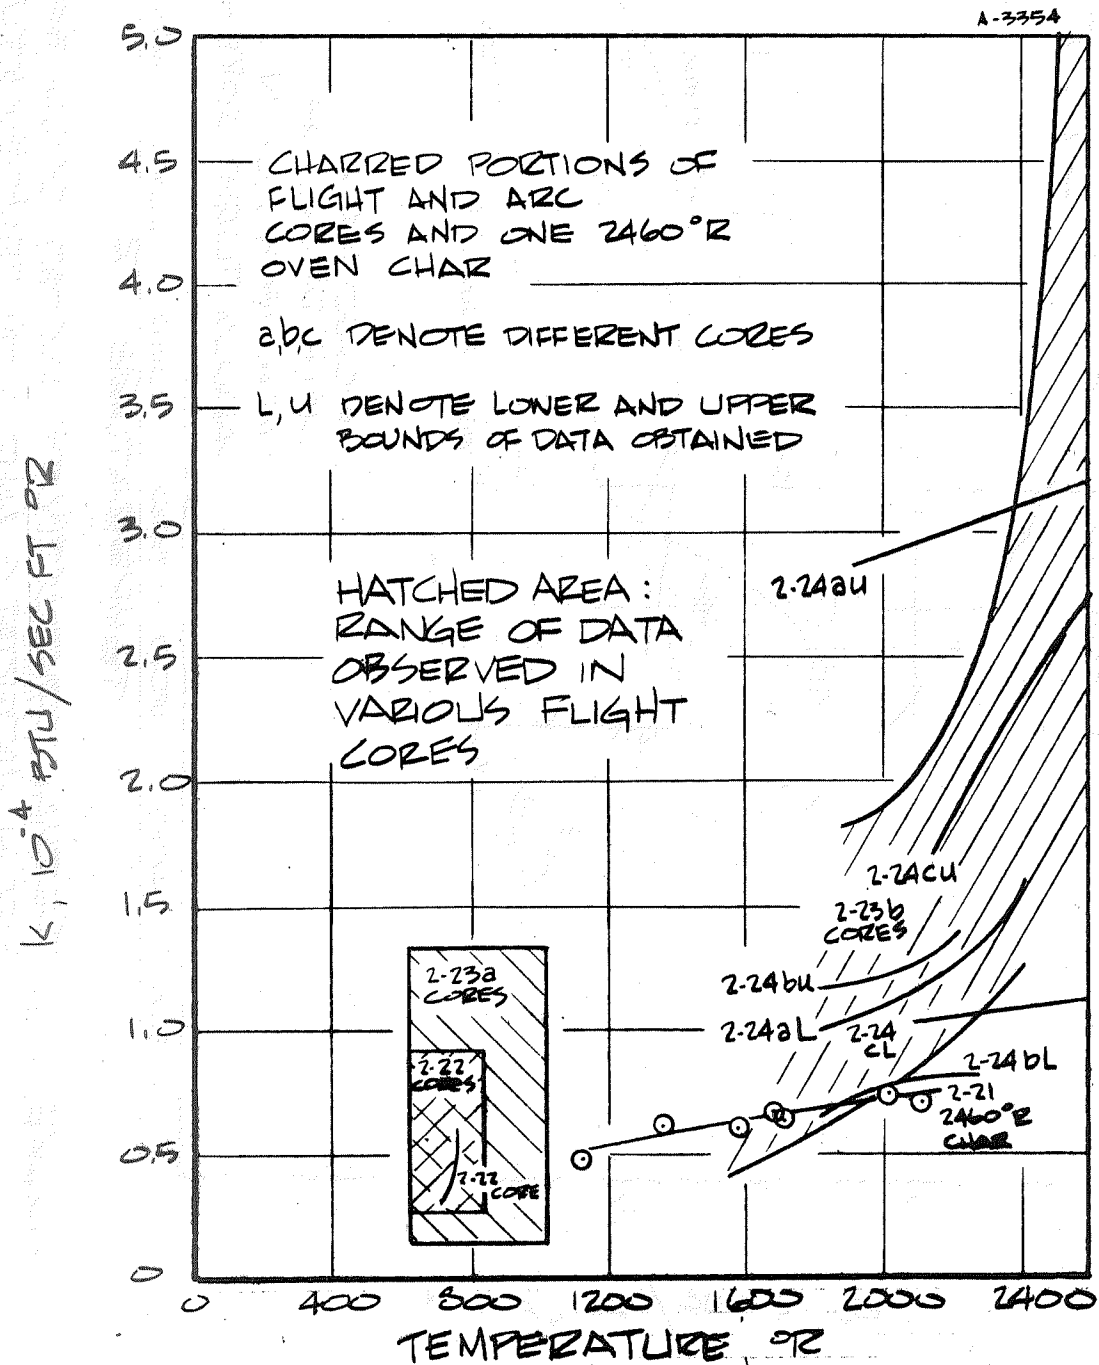 A-3354
5.0
4.5
4.0
3.5
3.0
2.5
2.0
1.5
1.0
0.5
0
K, 10-4 BTU/SEC FT °R
CHARRED PORTIONS OF
FLIGHT AND ARC
CORES AND ONE 2460°R
OVEN CHAR
a,b,c DENOTE DIFFERENT CORES
L, U DENOTE LOWER AND UPPER
BOUNDS OF DATA OBTAINED
HATCHED AREA:
RANGE OF DATA
OBSERVED IN
VARIOUS FLIGHT
CORES
2-24aU
2-24CU
2-23b
CORES
2-24bU
2-24aL
2-24
CL
2-24bL
2-21
2460°R
CHAR
2-23a
CORES
2-22
CORES
2-22
CORE
0
400
800
1200
1600
2000
2400
TEMPERATURE °R